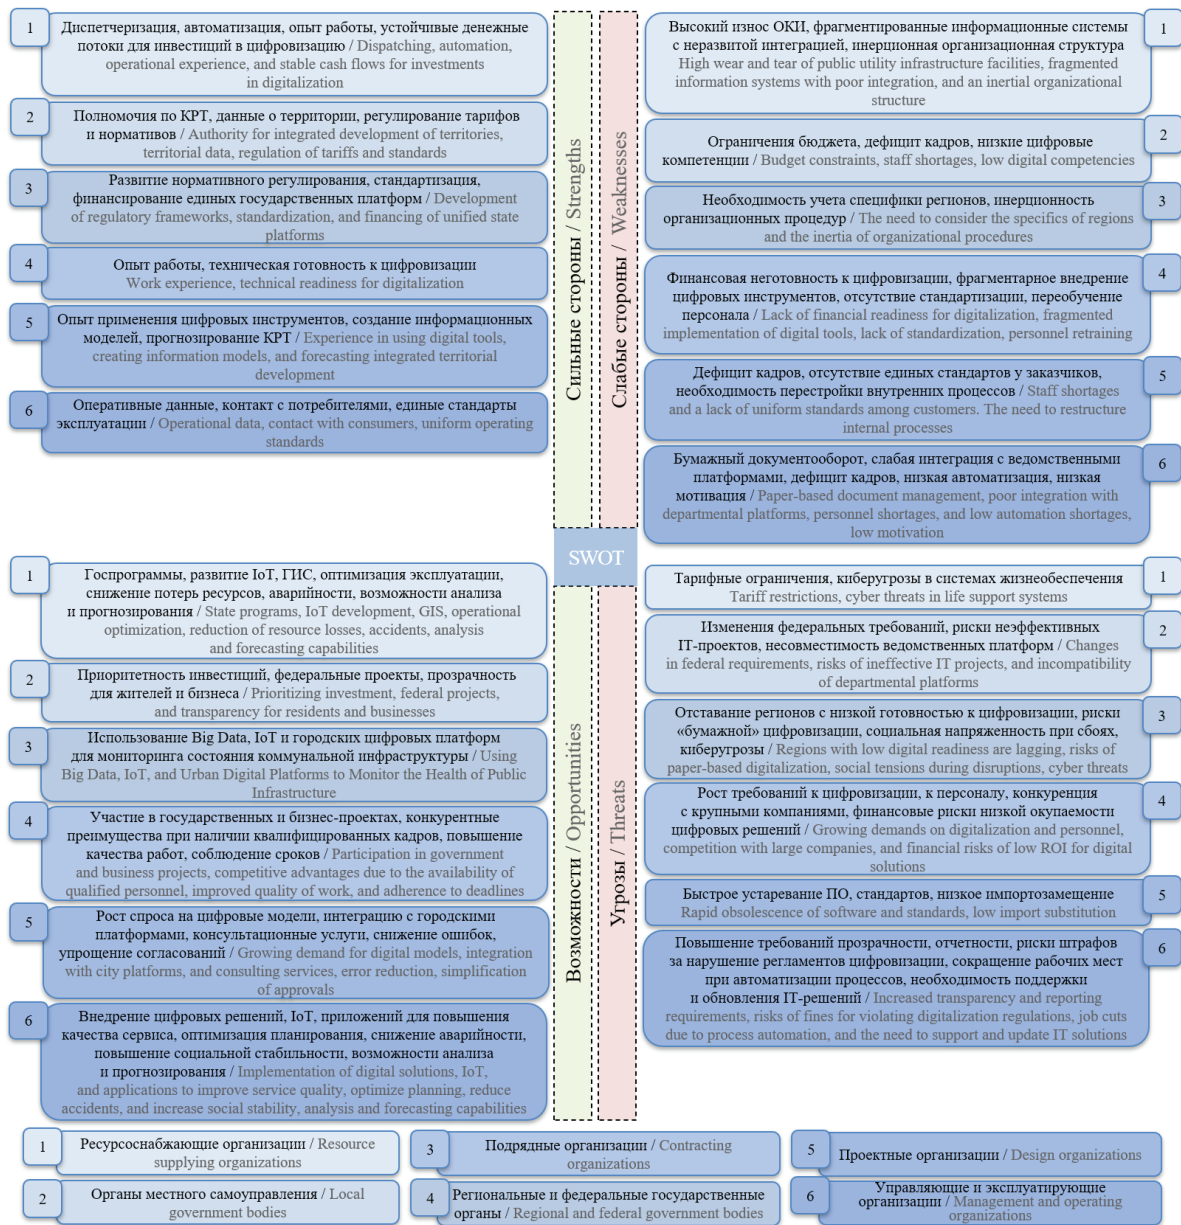 1
Диспетчеризация, автоматизация, опыт работы, устойчивые денежные
потоки для инвестиций в цифровизацию / Dispatching, automation,
operational experience, and stable cash flows for investments
in digitalization
2
Полномочия по КРТ, данные о территории, регулирование тарифов
и нормативов / Authority for integrated development of territories,
territorial data, regulation of tariffs and standards
3
Развитие нормативного регулирования, стандартизация,
финансирование единых государственных платформ / Development
of regulatory frameworks, standardization, and financing of unified state
platforms
4
Опыт работы, техническая готовность к цифровизации
Work experience, technical readiness for digitalization
5
Опыт применения цифровых инструментов, создание информационных
моделей, прогнозирование КРТ / Experience in using digital tools,
creating information models, and forecasting integrated territorial
development
6
Оперативные данные, контакт с потребителями, единые стандарты
эксплуатации / Operational data, contact with consumers, uniform operating
standards
Сильные стороны / Strengths
Слабые стороны / Weaknesses
1
Высокий износ ОКИ, фрагментированные информационные системы
с неразвитой интеграцией, инерционная организационная структура
High wear and tear of public utility infrastructure facilities, fragmented
information systems with poor integration, and an inertial organizational
structure
2
Ограничения бюджета, дефицит кадров, низкие цифровые
компетенции / Budget constraints, staff shortages, low digital competencies
3
Необходимость учета специфики регионов, инерционность
организационных процедур / The need to consider the specifics of regions
and the inertia of organizational procedures
4
Финансовая неготовность к цифровизации, фрагментарное внедрение
цифровых инструментов, отсутствие стандартизации, переобучение
персонала / Lack of financial readiness for digitalization, fragmented
implementation of digital tools, lack of standardization, personnel retraining
5
Дефицит кадров, отсутствие единых стандартов у заказчиков,
необходимость перестройки внутренних процессов / Staff shortages
and a lack of uniform standards among customers. The need to restructure
internal processes
6
Бумажный документооборот, слабая интеграция с ведомственными
платформами, дефицит кадров, низкая автоматизация, низкая
мотивация / Paper-based document management, poor integration with
departmental platforms, personnel shortages, and low automation shortages,
low motivation
SWOT
1
Госпрограммы, развитие IoT, ГИС, оптимизация эксплуатации,
снижение потерь ресурсов, аварийности, возможности анализа
и прогнозирования / State programs, IoT development, GIS, operational
optimization, reduction of resource losses, accidents, analysis
and forecasting capabilities
2
Приоритетность инвестиций, федеральные проекты, прозрачность
для жителей и бизнеса / Prioritizing investment, federal projects,
and transparency for residents and businesses
3
Использование Big Data, IoT и городских цифровых платформ
для мониторинга состояния коммунальной инфраструктуры / Using
Big Data, IoT, and Urban Digital Platforms to Monitor the Health of Public
Infrastructure
4
Участие в государственных и бизнес-проектах, конкурентные
преимущества при наличии квалифицированных кадров, повышение
качества работ, соблюдение сроков / Participation in government
and business projects, competitive advantages due to the availability of
qualified personnel, improved quality of work, and adherence to deadlines
5
Рост спроса на цифровые модели, интеграцию с городскими
платформами, консультационные услуги, снижение ошибок,
упрощение согласований / Growing demand for digital models, integration
with city platforms, and consulting services, error reduction, simplification
of approvals
6
Внедрение цифровых решений, IoT, приложений для повышения
качества сервиса, оптимизация планирования, снижение аварийности,
повышение социальной стабильности, возможности анализа
и прогнозирования / Implementation of digital solutions, IoT,
and applications to improve service quality, optimize planning, reduce
accidents, and increase social stability, analysis and forecasting capabilities
Возможности / Opportunities
Угрозы / Threats
1
Тарифные ограничения, киберугрозы в системах жизнеобеспечения
Tariff restrictions, cyber threats in life support systems
2
Изменения федеральных требований, риски неэффективных
IT-проектов, несовместимость ведомственных платформ / Changes
in federal requirements, risks of ineffective IT projects, and incompatibility
of departmental platforms
3
Отставание регионов с низкой готовностью к цифровизации, риски
«бумажной» цифровизации, социальная напряженность при сбоях,
киберугрозы / Regions with low digital readiness are lagging, risks of
paper-based digitalization, social tensions during disruptions, cyber threats
4
Рост требований к цифровизации, к персоналу, конкуренция
с крупными компаниями, финансовые риски низкой окупаемости
цифровых решений / Growing demands on digitalization and personnel,
competition with large companies, and financial risks of low ROI for digital
solutions
5
Быстрое устаревание ПО, стандартов, низкое импортозамещение
Rapid obsolescence of software and standards, low import substitution
6
Повышение требований прозрачности, отчетности, риски штрафов
за нарушение регламентов цифровизации, сокращение рабочих мест
при автоматизации процессов, необходимость поддержки
и обновления IT-решений / Increased transparency and reporting
requirements, risks of fines for violating digitalization regulations, job cuts
due to process automation, and the need to support and update IT solutions
1
Ресурсоснабжающие организации / Resource
supplying organizations
2
Органы местного самоуправления / Local
government bodies
3
Подрядные организации / Contracting
organizations
4
Региональные и федеральные государственные
органы / Regional and federal government bodies
5
Проектные организации / Design organizations
6
Управляющие и эксплуатирующие
организации / Management and operating
organizations